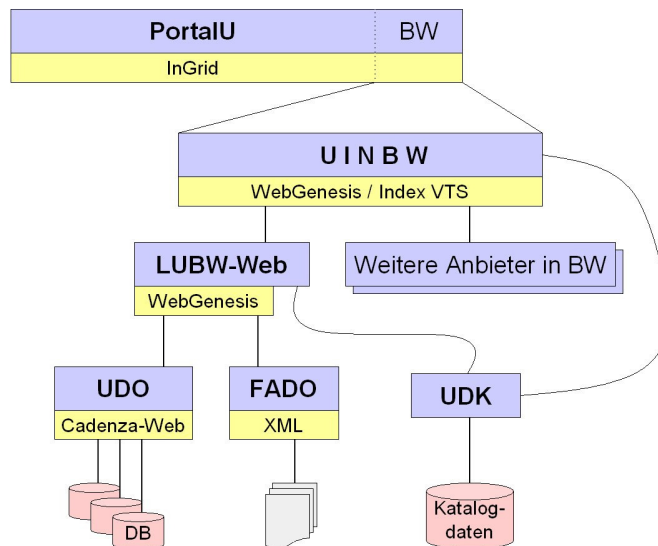 PortalU BW
InGrid
U I N B W
WebGenesis / Index VTS
LUBW-Web
WebGenesis
Weitere Anbieter in BW
UDO
Cadenza-Web
FADO
XML
UDK
DB
Katalog-
daten